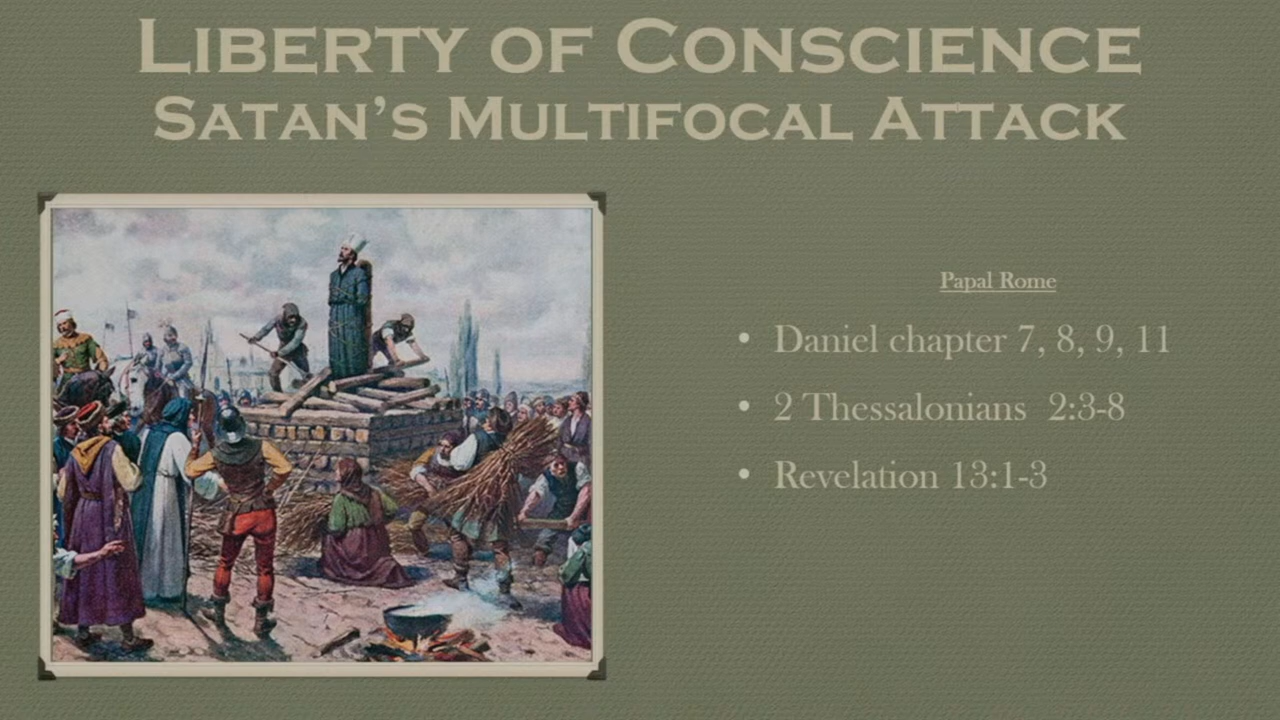 Liberty of Conscience
Satan’s Multifocal Attack
Papal Rome
• Daniel chapter 7, 8, 9, 11
• 2 Thessalonians 2:3-8
• Revelation 13:1-3